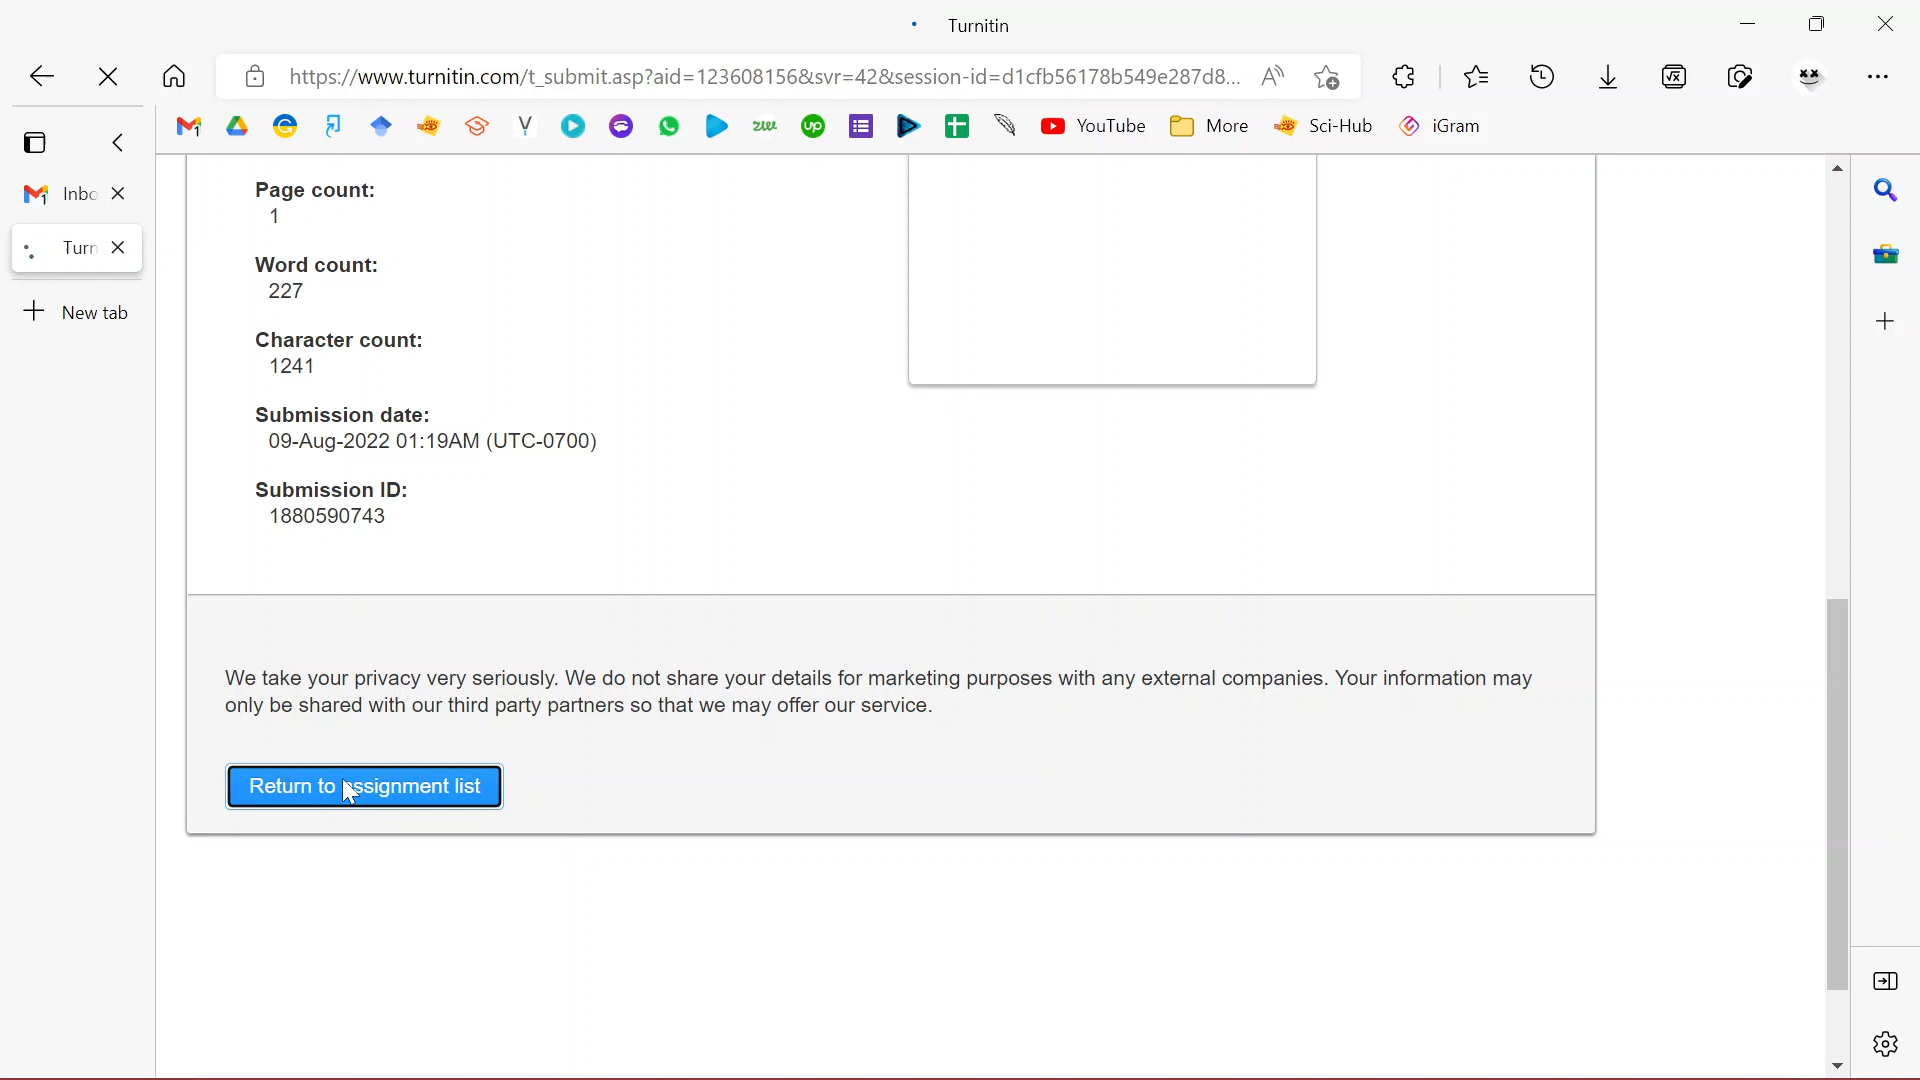 Turnitin
https://www.turnitin.com/t_submit.asp?aid=123608156&svr=42&session-id=d1cfb56178b549e287d8...
YouTube
More
Sci-Hub
iGram
Inbo
Turn
New tab
Page count:
1
Word count:
227
Character count:
1241
Submission date:
09-Aug-2022 01:19AM (UTC-0700)
Submission ID:
1880590743
We take your privacy very seriously. We do not share your details for marketing purposes with any external companies. Your information may
only be shared with our third party partners so that we may offer our service.
Return to assignment list